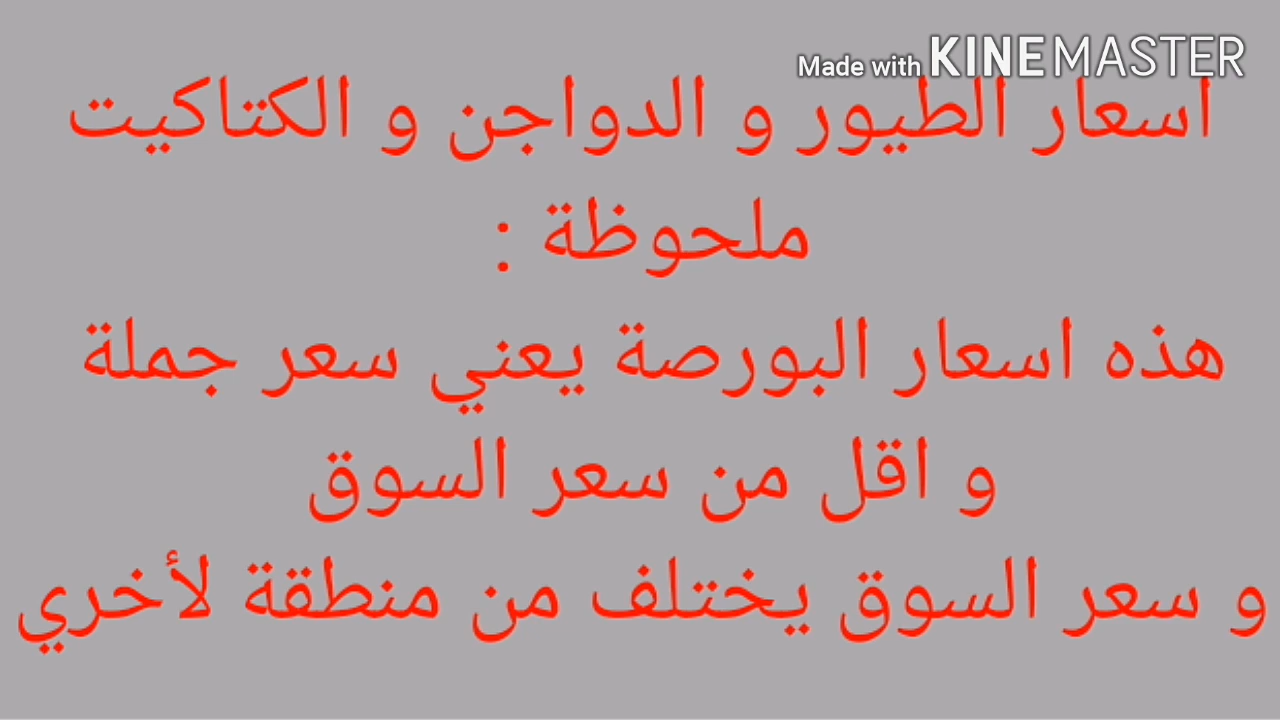 Made with KINEMASTER
اسعار الطيور و الدواجن و الكتاكيت
ملحوظة :
هذه اسعار البورصة يعني سعر جملة
و اقل من سعر السوق
و سعر السوق يختلف من منطقة لأخري